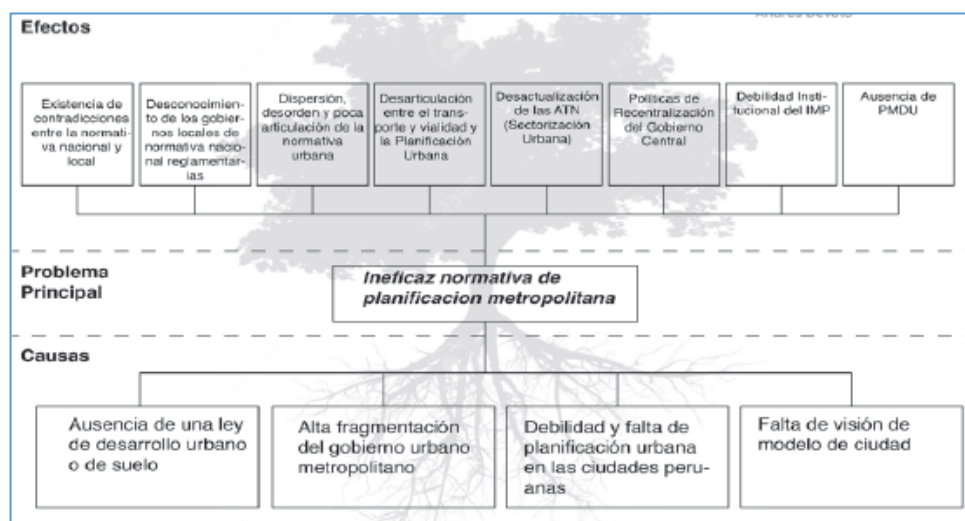 Efectos
Existencia de
contradicciones
entre la normati-
va nacional y
local
Desconocimien-
to de los gobier-
nos locales de
normativa nacio-
nal reglamentar-
ias
Dispersión,
desorden y poca
articulación de la
normativa
urbana
Desarticulación
entre el trans-
porte y vialidad y
la Planificación
Urbana
Desactualización
de las ATN
(Sectorización
Urbana)
Políticas de
Recentralización
del Gobierno
Central
Debilidad Insti-
tucional del IMP
Ausencia de
PMDU
Problema
Principal
Ineficaz normativa de
planificacion metropolitana
Causas
Ausencia de una ley
de desarrollo urbano
o de suelo
Alta fragmentación
del gobierno urbano
metropolitano
Debilidad y falta de
planificación urbana
en las ciudades peru-
anas
Falta de visión de
modelo de ciudad